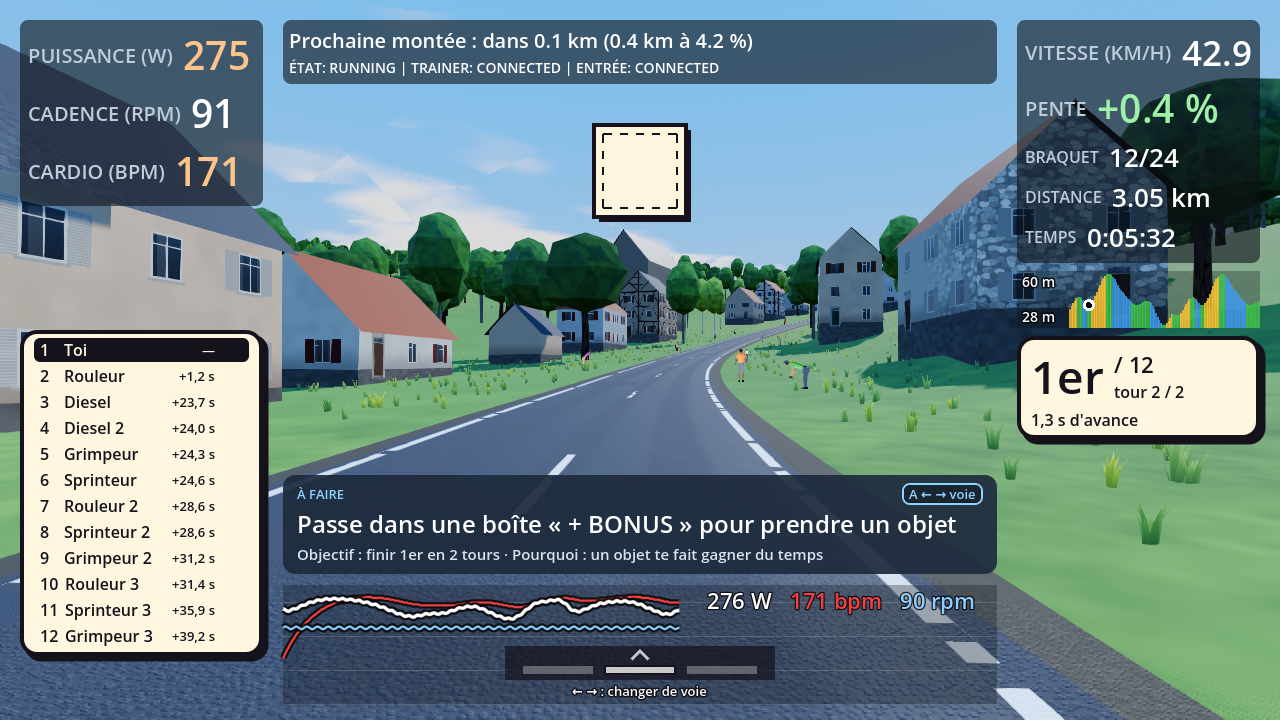 PUISSANCE (W) 275
CADENCE (RPM) 91
CARDIO (BPM) 171
Prochaine montée : dans 0.1 km (0.4 km à 4.2 %)
ÉTAT: RUNNING | TRAINER: CONNECTED | ENTRÉE: CONNECTED
VITESSE (KM/H) 42.9
PENTE +0.4 %
BRAQUET 12/24
DISTANCE 3.05 km
TEMPS 0:05:32
60 m
28 m
1er / 12
tour 2 / 2
1,3 s d'avance
1 Toi —
2 Rouleur +1,2 s
3 Diesel +23,7 s
4 Diesel 2 +24,0 s
5 Grimpeur +24,3 s
6 Sprinteur +24,6 s
7 Rouleur 2 +28,6 s
8 Sprinteur 2 +28,6 s
9 Grimpeur 2 +31,2 s
10 Rouleur 3 +31,4 s
11 Sprinteur 3 +35,9 s
12 Grimpeur 3 +39,2 s
À FAIRE
A ← → voie
Passe dans une boîte « + BONUS » pour prendre un objet
Objectif : finir 1er en 2 tours · Pourquoi : un objet te fait gagner du temps
276 W 171 bpm 90 rpm
← → : changer de voie